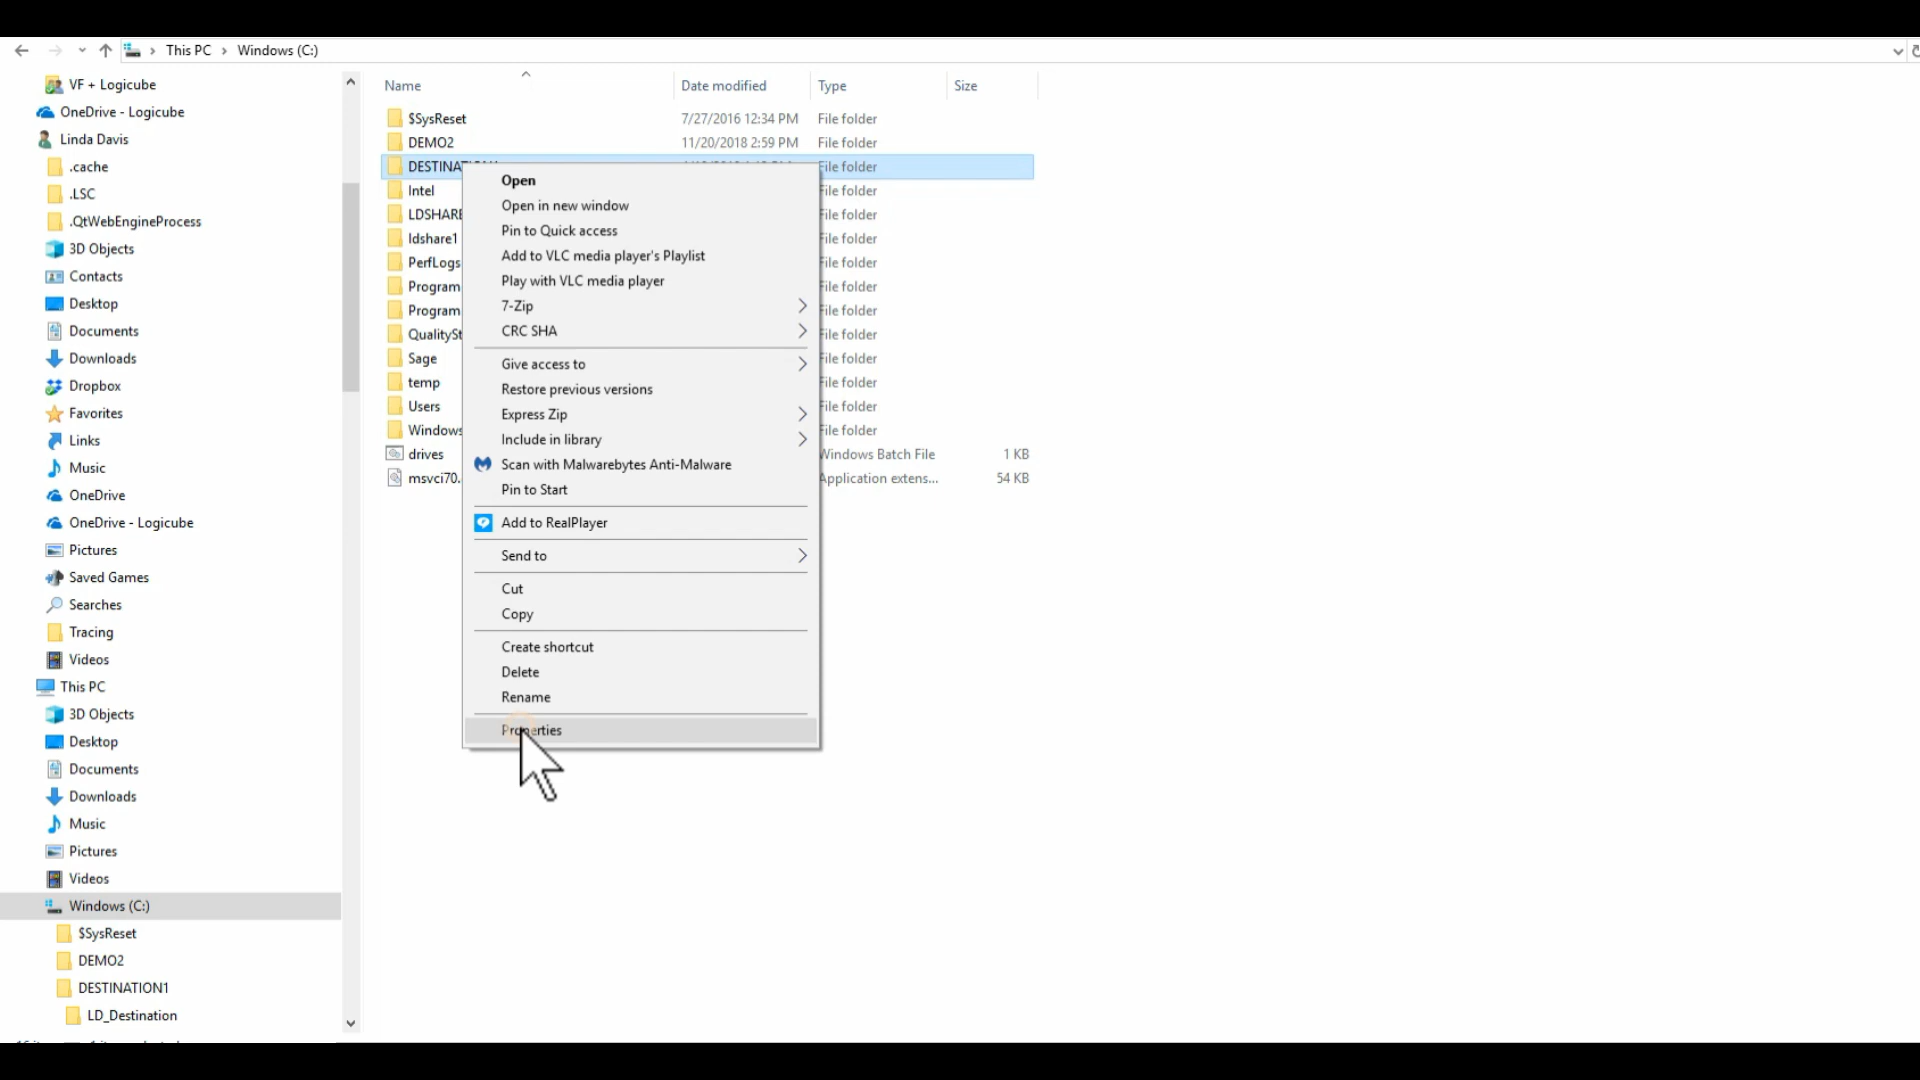 This PC > Windows (C:)
VF + Logicube
OneDrive - Logicube
Linda Davis
.cache
.LSC
.QtWebEngineProcess
3D Objects
Contacts
Desktop
Documents
Downloads
Dropbox
Favorites
Links
Music
OneDrive
OneDrive - Logicube
Pictures
Saved Games
Searches
Tracing
Videos
This PC
3D Objects
Desktop
Documents
Downloads
Music
Pictures
Videos
Windows (C:)
$SysReset
DEMO2
DESTINATION1
LD_Destination
Name Date modified Type Size
$SysReset 7/27/2016 12:34 PM File folder
DEMO2 11/20/2018 2:59 PM File folder
DESTINA File folder
Intel File folder
LDSHARE File folder
ldshare1 File folder
PerfLogs File folder
Program File folder
Program File folder
QualitySt File folder
Sage File folder
temp File folder
Users File folder
Windows File folder
drives Windows Batch File 1 KB
msvci70. Application extens... 54 KB
Open
Open in new window
Pin to Quick access
Add to VLC media player's Playlist
Play with VLC media player
7-Zip
CRC SHA
Give access to
Restore previous versions
Express Zip
Include in library
Scan with Malwarebytes Anti-Malware
Pin to Start
Add to RealPlayer
Send to
Cut
Copy
Create shortcut
Delete
Rename
Properties